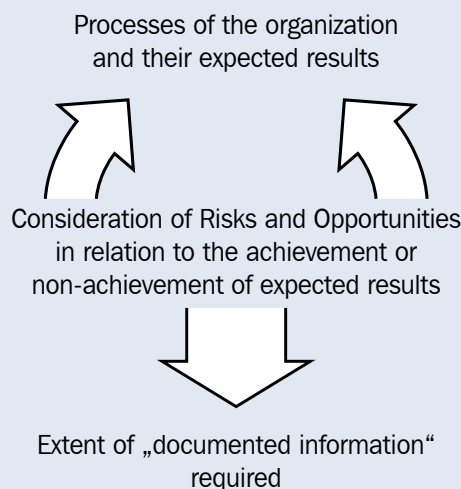 Processes of the organization
and their expected results
Consideration of Risks and Opportunities
in relation to the achievement or
non-achievement of expected results
Extent of „documented information“
required